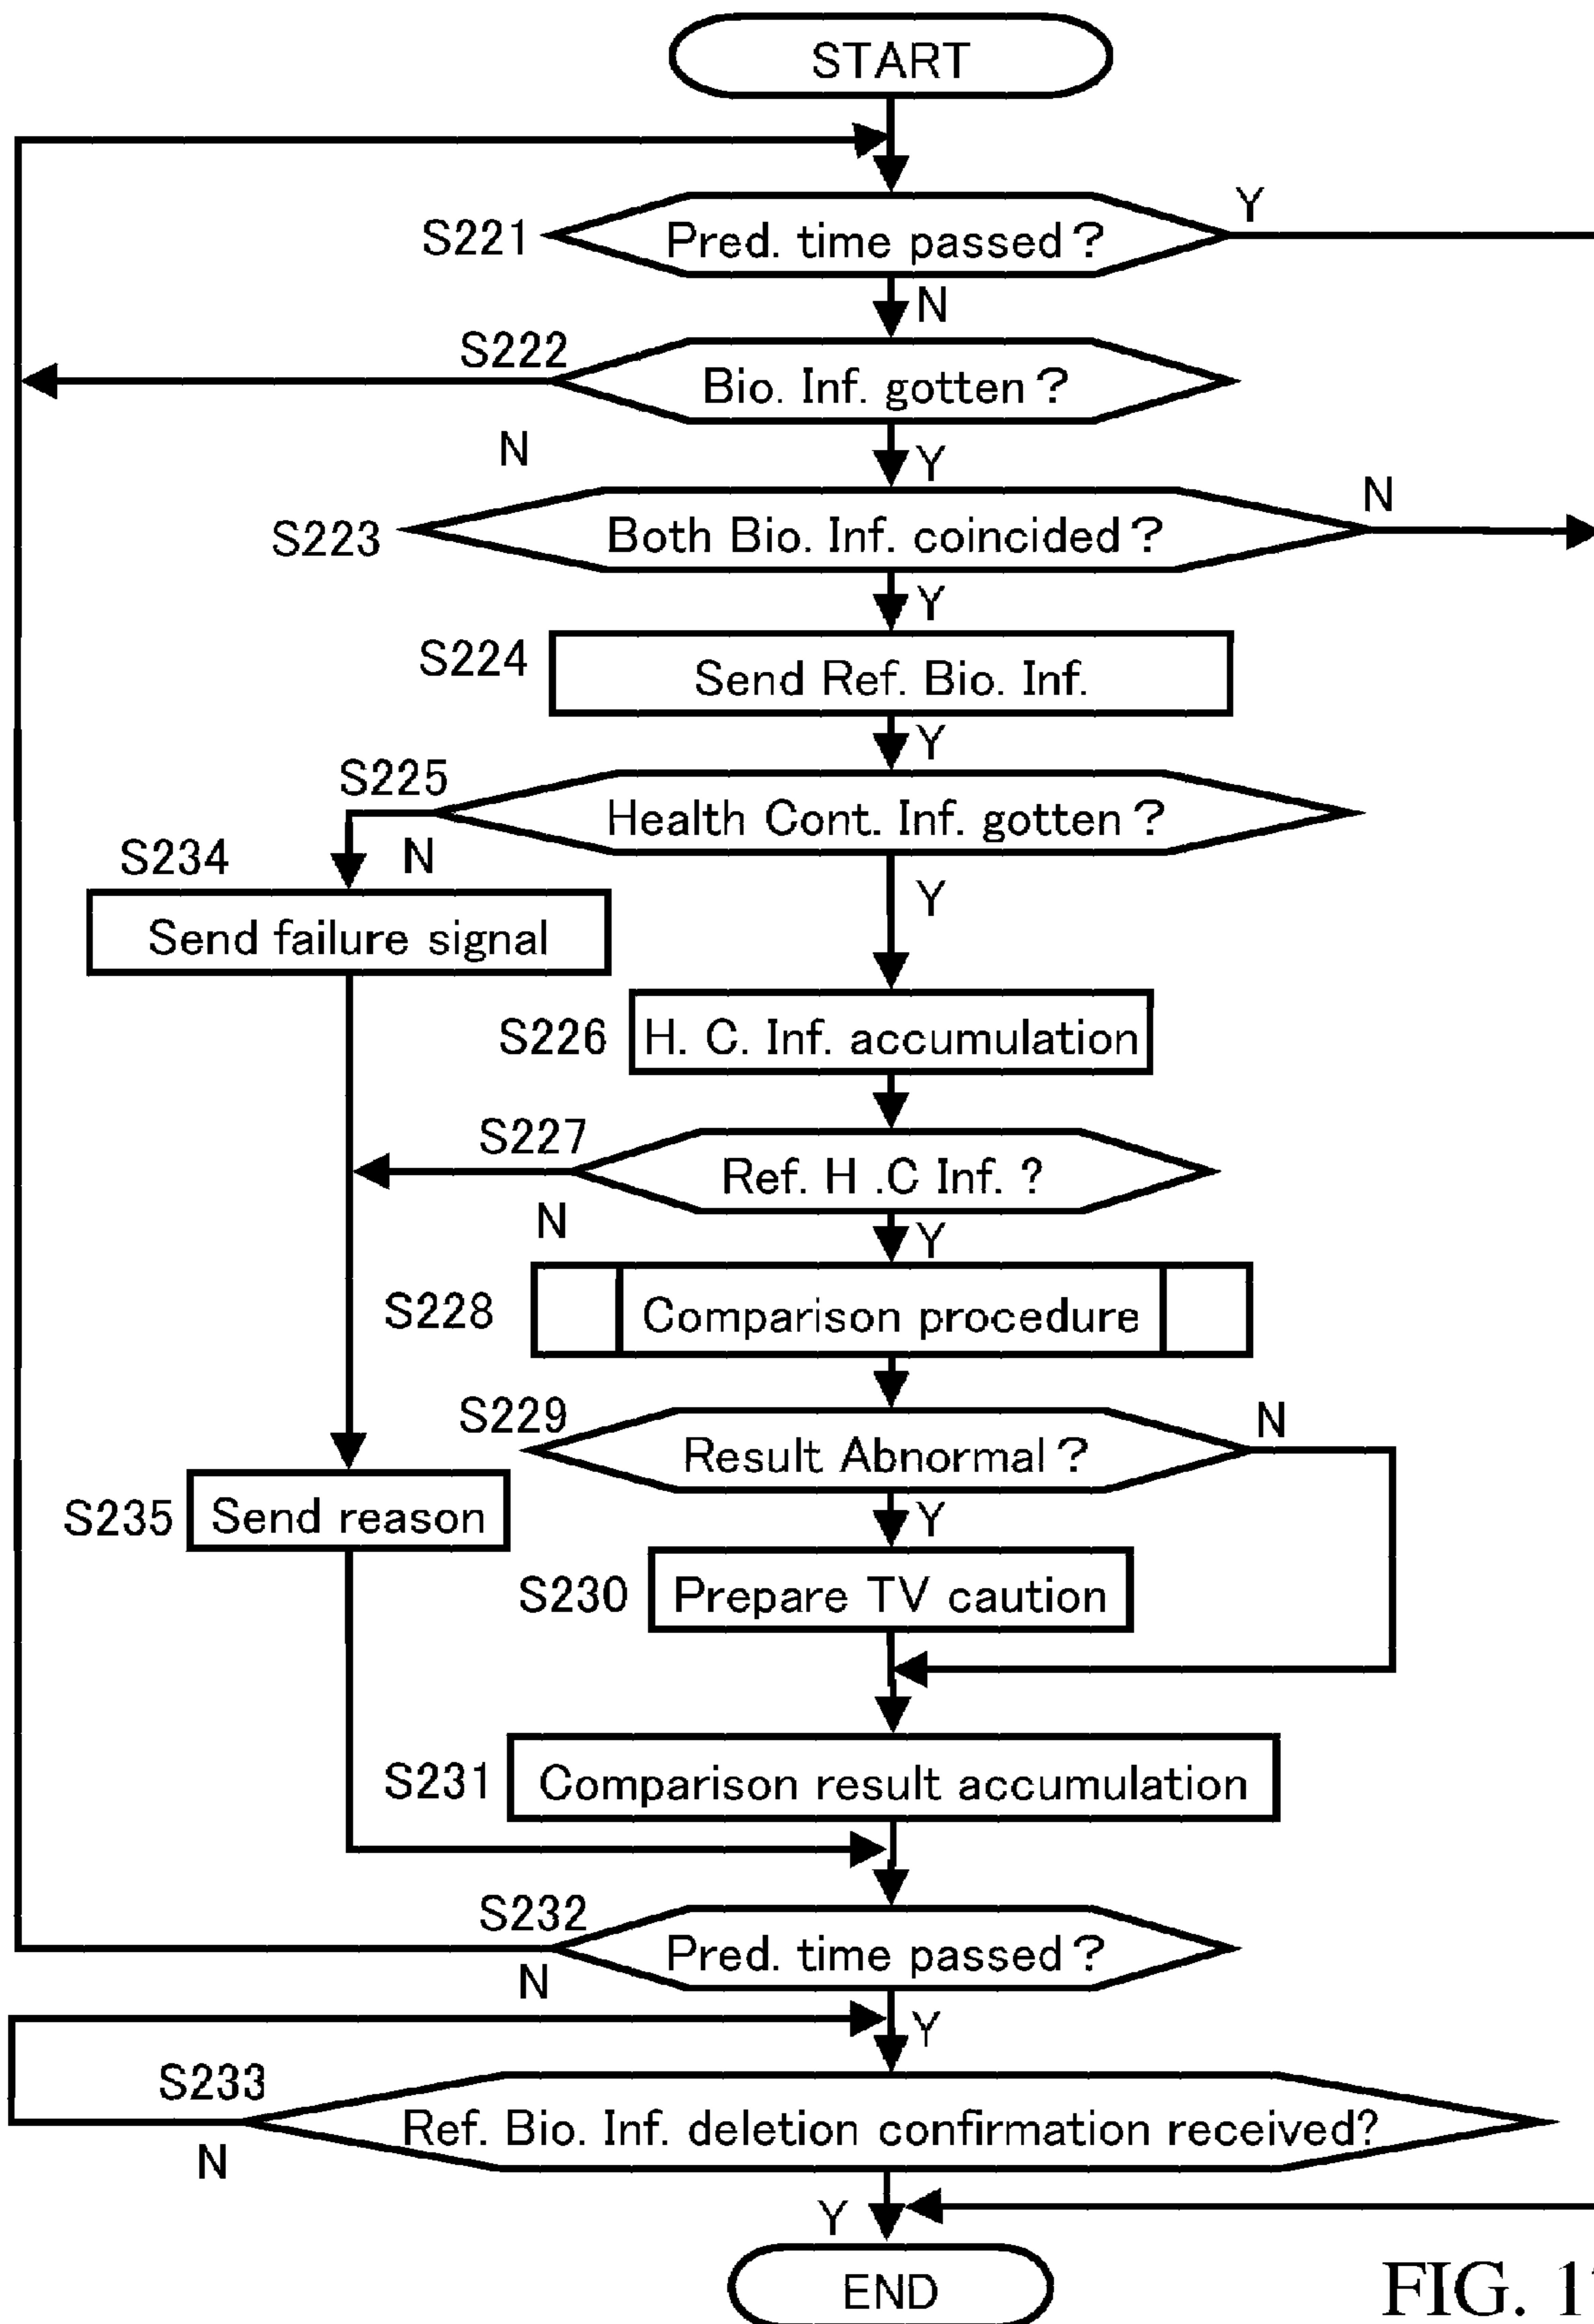 START
S221 Pred. time passed? Y
N
S222 Bio. Inf. gotten?
N Y
S223 Both Bio. Inf. coincided? N
Y
S224 Send Ref. Bio. Inf.
Y
S225 Health Cont. Inf. gotten?
S234 N
Y
Send failure signal
S226 H. C. Inf. accumulation
S227 Ref. H .C Inf. ?
N Y
S228 Comparison procedure
S229 Result Abnormal? N
S235 Send reason Y
S230 Prepare TV caution
S231 Comparison result accumulation
S232 Pred. time passed?
N
Y
S233 Ref. Bio. Inf. deletion confirmation received?
N
Y
END
FIG.